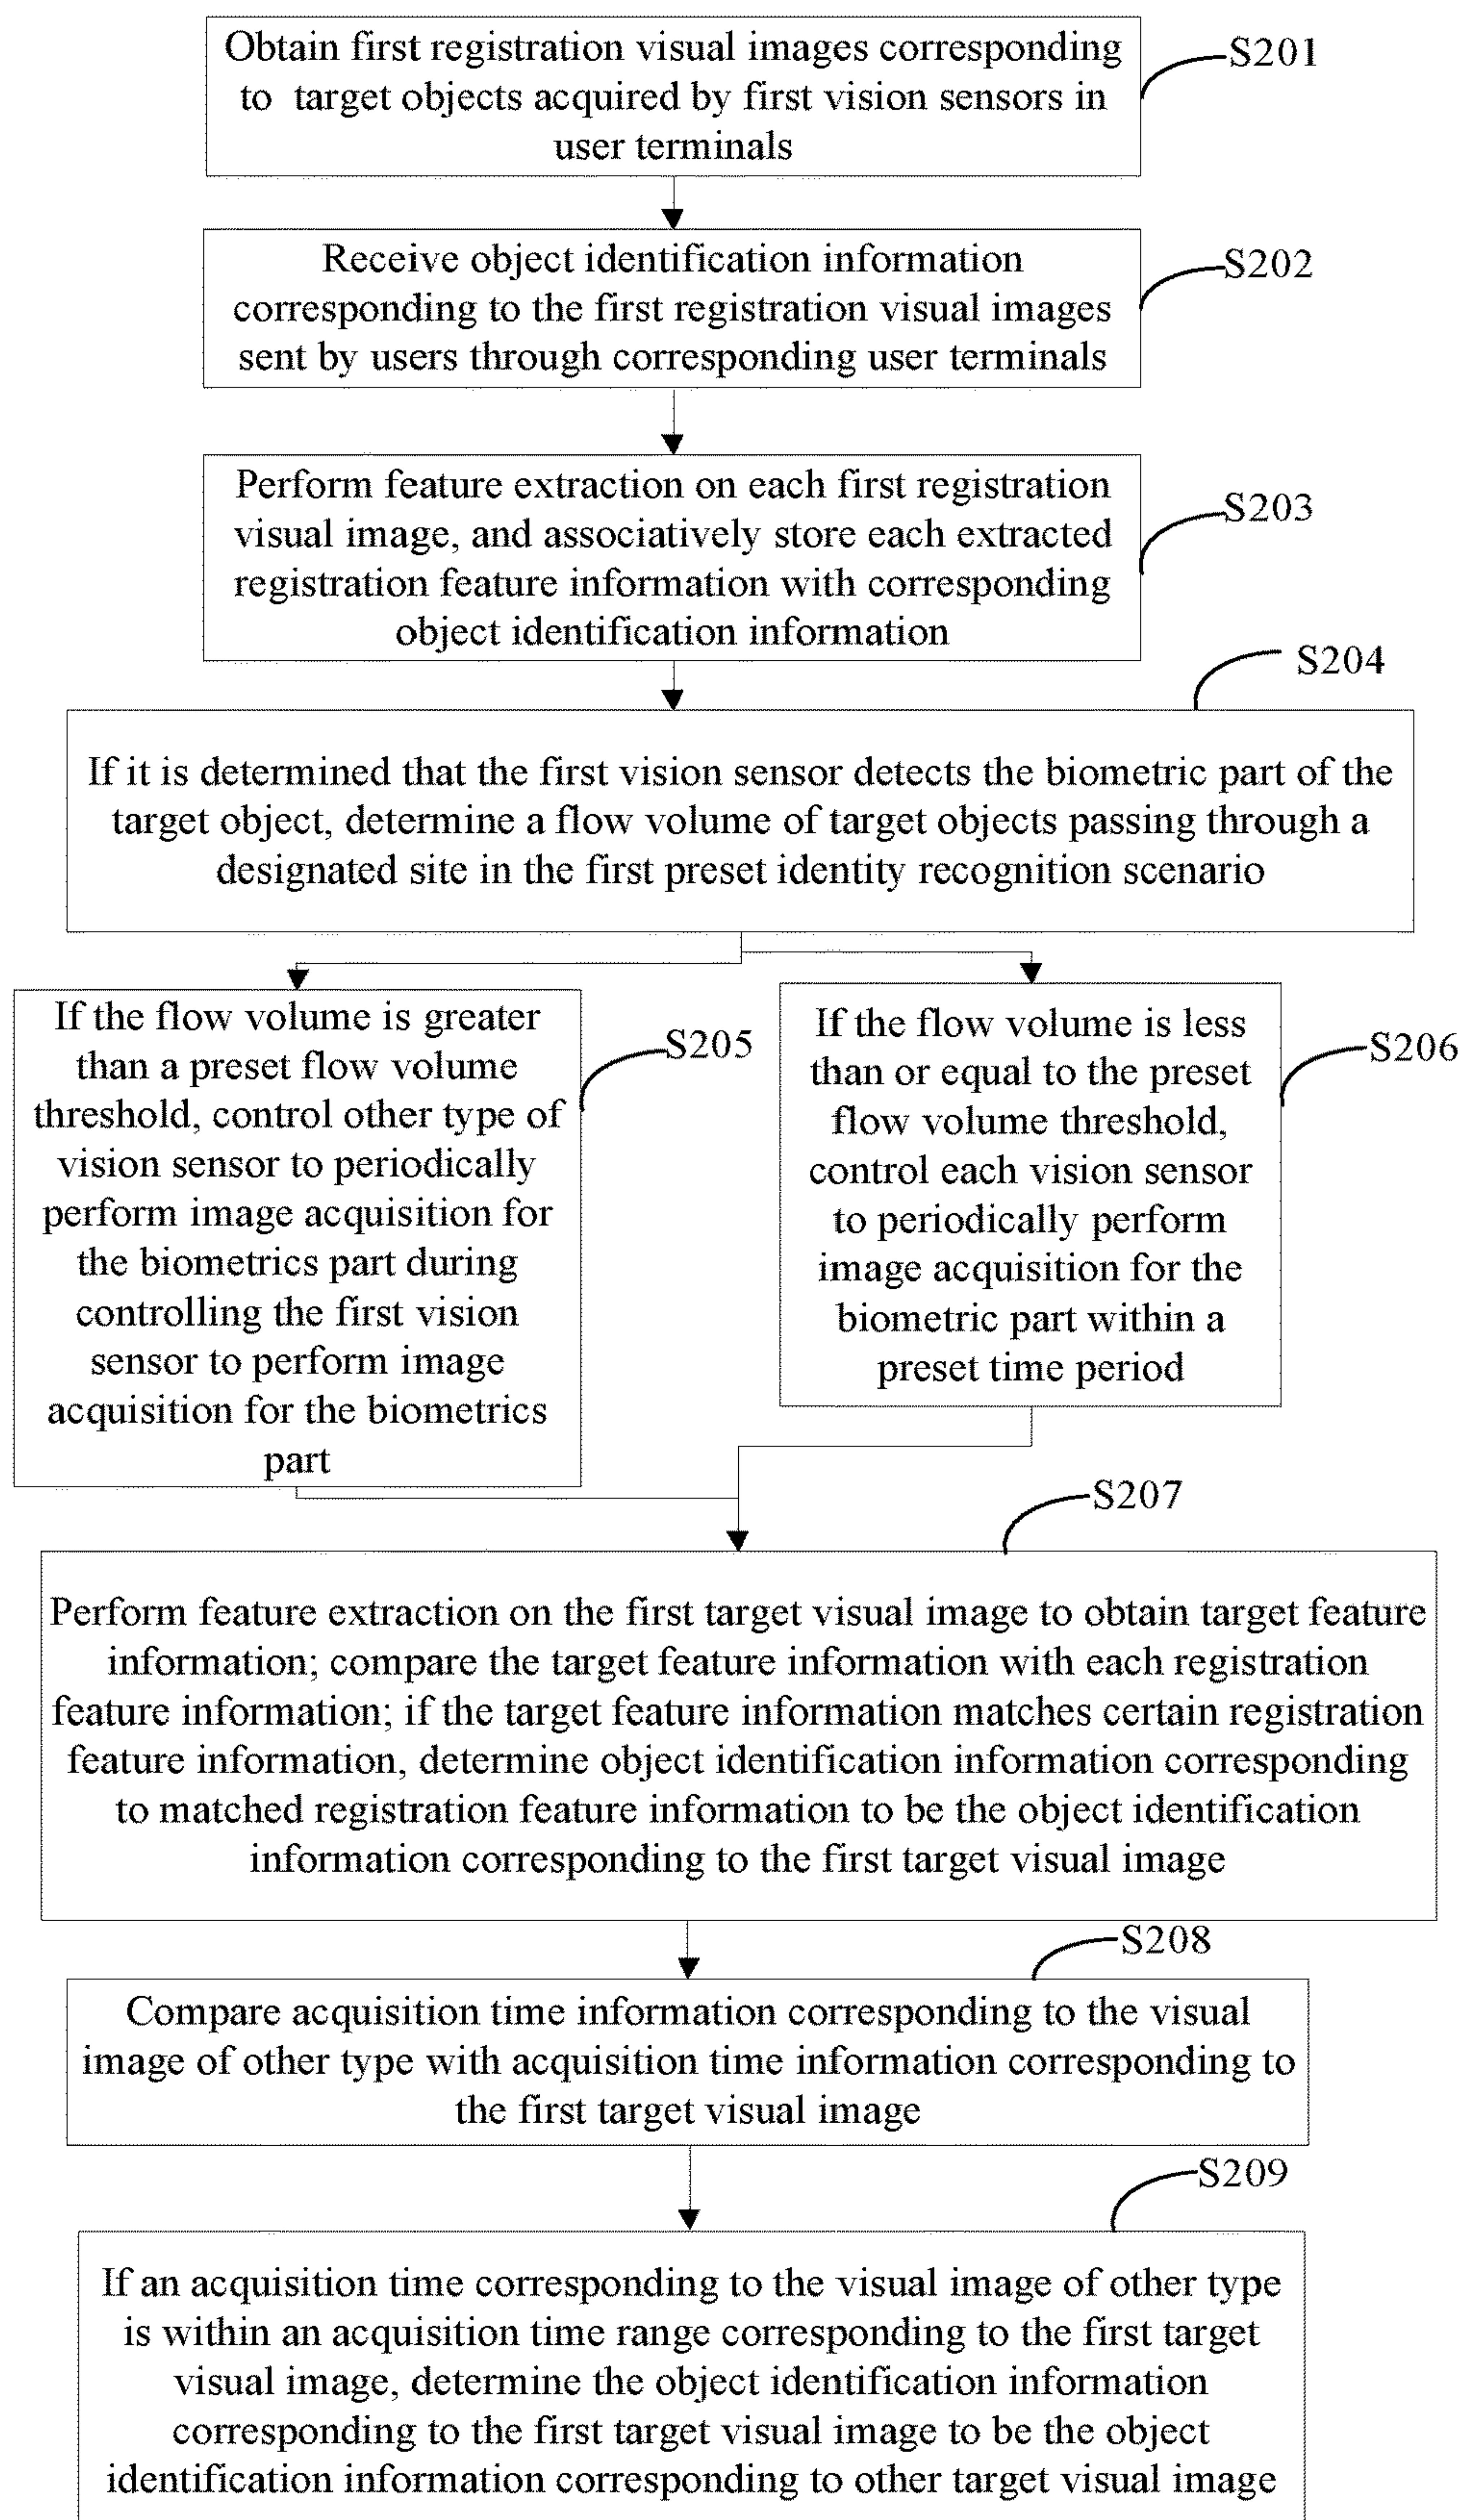 Obtain first registration visual images corresponding
to target objects acquired by first vision sensors in
user terminals
S201
Receive object identification information
corresponding to the first registration visual images
sent by users through corresponding user terminals
S202
Perform feature extraction on each first registration
visual image, and associatively store each extracted
registration feature information with corresponding
object identification information
S203
S204
If it is determined that the first vision sensor detects the biometric part of the
target object, determine a flow volume of target objects passing through a
designated site in the first preset identity recognition scenario
If the flow volume is greater
than a preset flow volume
threshold, control other type of
vision sensor to periodically
perform image acquisition for
the biometrics part during
controlling the first vision
sensor to perform image
acquisition for the biometrics
part
S205
If the flow volume is less
than or equal to the preset
flow volume threshold,
control each vision sensor
to periodically perform
image acquisition for the
biometric part within a
preset time period
S206
S207
Perform feature extraction on the first target visual image to obtain target feature
information; compare the target feature information with each registration
feature information; if the target feature information matches certain registration
feature information, determine object identification information corresponding
to matched registration feature information to be the object identification
information corresponding to the first target visual image
S208
Compare acquisition time information corresponding to the visual
image of other type with acquisition time information corresponding to
the first target visual image
S209
If an acquisition time corresponding to the visual image of other type
is within an acquisition time range corresponding to the first target
visual image, determine the object identification information
corresponding to the first target visual image to be the object
identification information corresponding to other target visual image